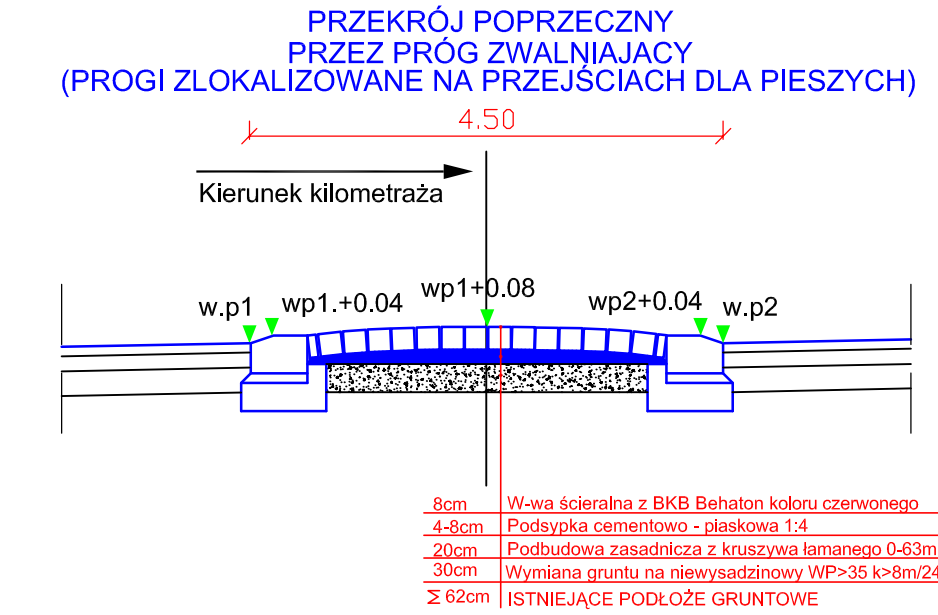 PRZEKRÓJ POPRZECZNY
PRZEZ PRÓG ZWALNIAJACY
(PROGI ZLOKALIZOWANE NA PRZEJŚCIACH DLA PIESZYCH)
4.50
Kierunek kilometraża
w.p1 wp1.+0.04 wp1+0.08 wp2+0.04 w.p2
8cm W-wa ścieralna z BKB Behaton koloru czerwonego
4-8cm Podsypka cementowo - piaskowa 1:4
20cm Podbudowa zasadnicza z kruszywa łamanego 0-63m
30cm Wymiana gruntu na niewysadzinowy WP>35 k>8m/24
Σ 62cm ISTNIEJĄCE PODŁOŻE GRUNTOWE